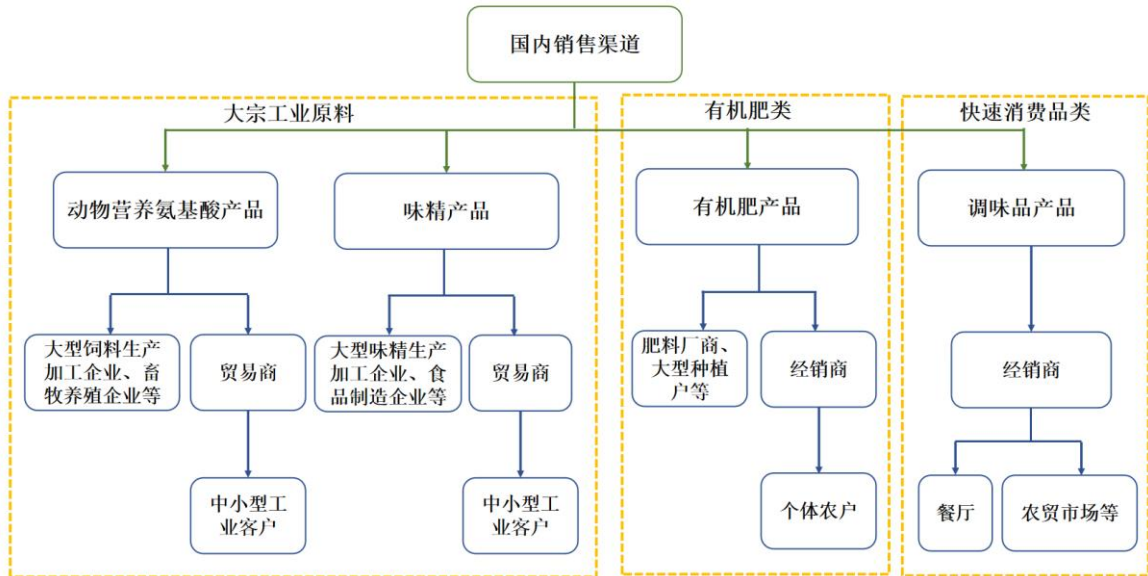 国内销售渠道
大宗工业原料
有机肥类
快速消费品类
动物营养氨基酸产品
味精产品
有机肥产品
调味品产品
大型饲料生产
加工企业、畜
牧养殖企业等
贸易商
大型味精生产
加工企业、食
品制造企业等
贸易商
肥料厂商、
大型种植
户等
经销商
经销商
中小型工
业客户
中小型工
业客户
个体农户
餐厅
农贸市场等